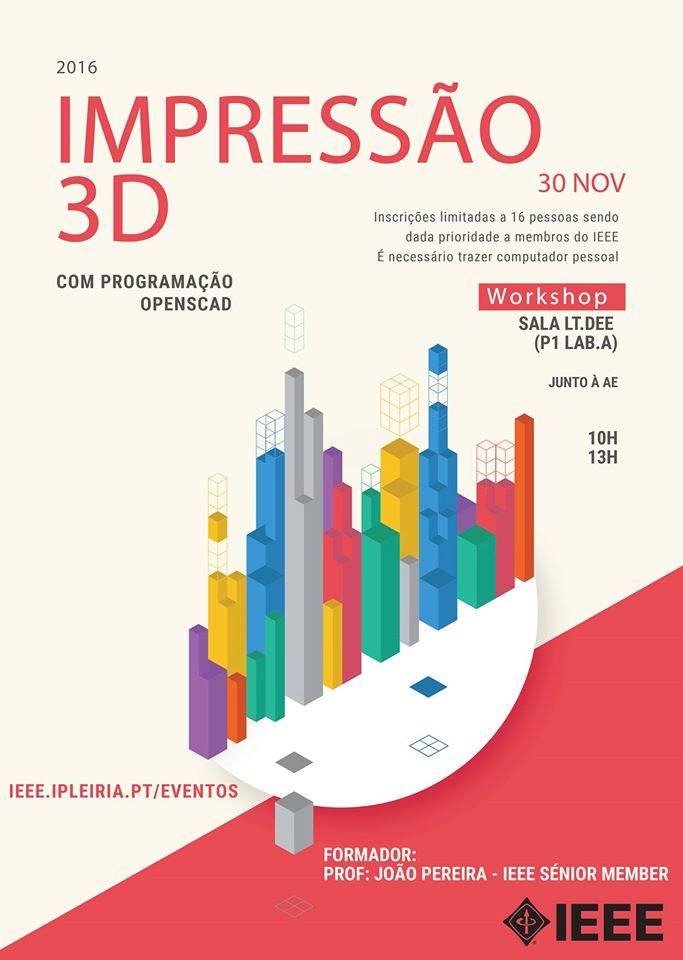 2016
IMPRESSÃO
3D
30 NOV
Inscrições limitadas a 16 pessoas sendo
dada prioridade a membros do IEEE
É necessário trazer computador pessoal
COM PROGRAMAÇÃO
OPENSCAD
Workshop
SALA LT.DEE
(P1 LAB.A)
JUNTO À AE
10H
13H
IEEE.IPLEIRIA.PT/EVENTOS
FORMADOR:
PROF: JOÃO PEREIRA - IEEE SÉNIOR MEMBER
IEEE